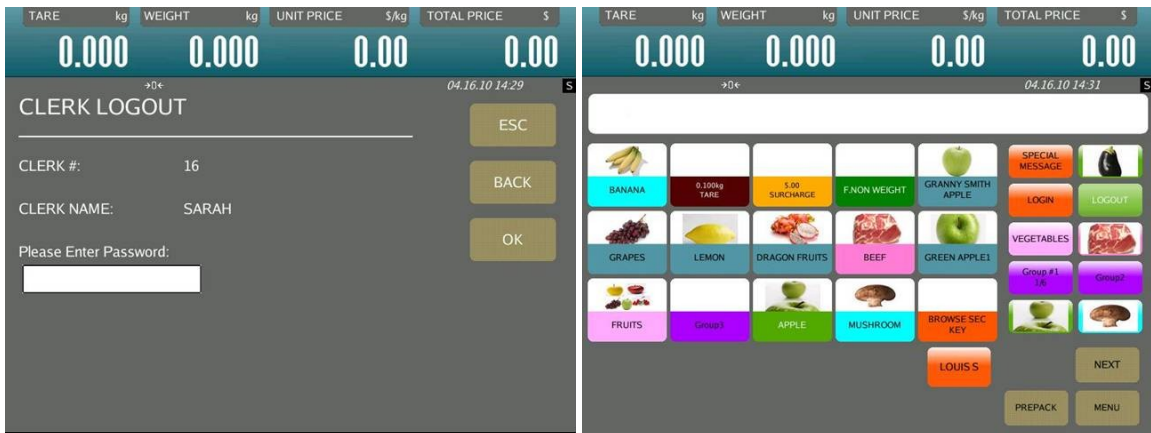 TARE kg WEIGHT kg UNIT PRICE $/kg TOTAL PRICE $
0.000 0.000 0.00 0.00
→0← 04.16.10 14:29 S
CLERK LOGOUT
ESC
CLERK #: 16
BACK
CLERK NAME: SARAH
OK
Please Enter Password:
TARE kg WEIGHT kg UNIT PRICE $/kg TOTAL PRICE $
0.000 0.000 0.00 0.00
→0← 04.16.10 14:31 S
BANANA
0.100kg
TARE
5.00
SURCHARGE
F.NON WEIGHT
GRANNY SMITH
APPLE
SPECIAL
MESSAGE
LOGIN
LOGOUT
GRAPES
LEMON
DRAGON FRUITS
BEEF
GREEN APPLE1
VEGETABLES
Group #1
1/6
Group2
FRUITS
Group3
APPLE
MUSHROOM
BROWSE SEC
KEY
LOUIS S
NEXT
PREPACK
MENU